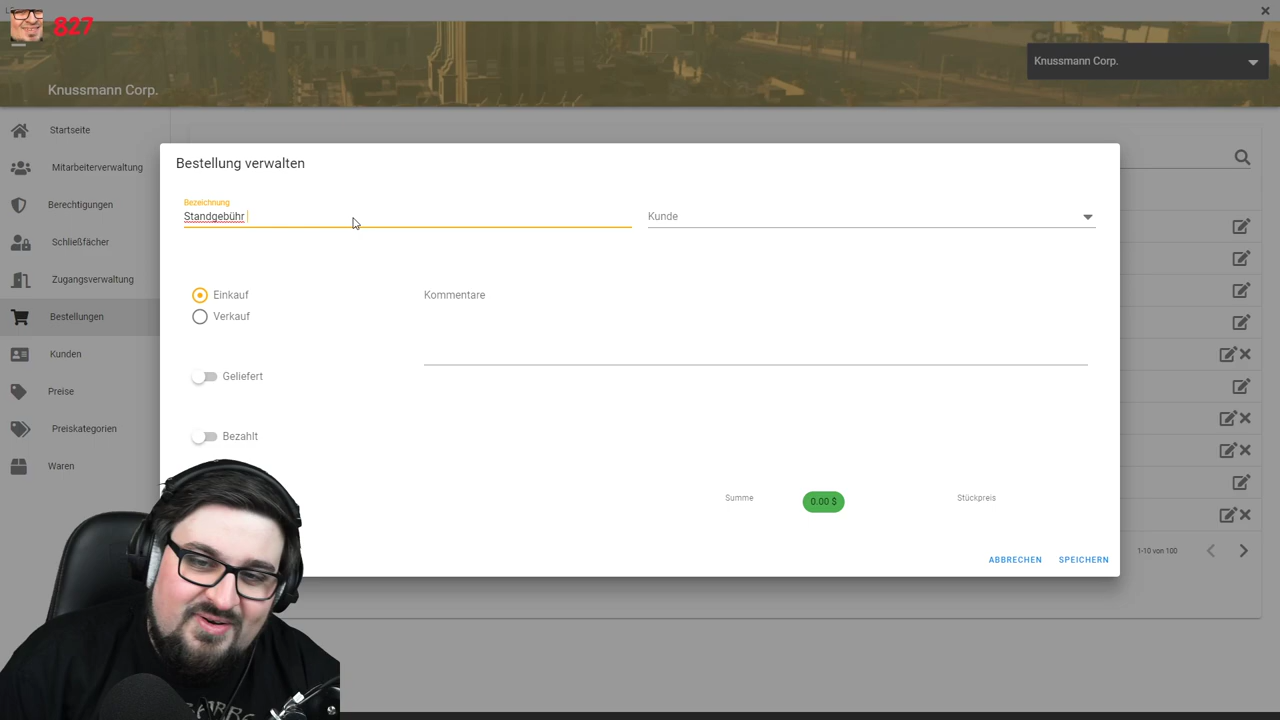 827
Knussmann Corp.
Knussmann Corp.
Startseite
Mitarbeiterverwaltung
Berechtigungen
Schließfächer
Zugangsverwaltung
Bestellungen
Kunden
Preise
Preiskategorien
Waren
Bestellung verwalten
Bezeichnung
Standgebühr
Kunde
Einkauf
Verkauf
Kommentare
Geliefert
Bezahlt
Summe
0.00 $
Stückpreis
ABBRECHEN
SPEICHERN
1-10 von 100